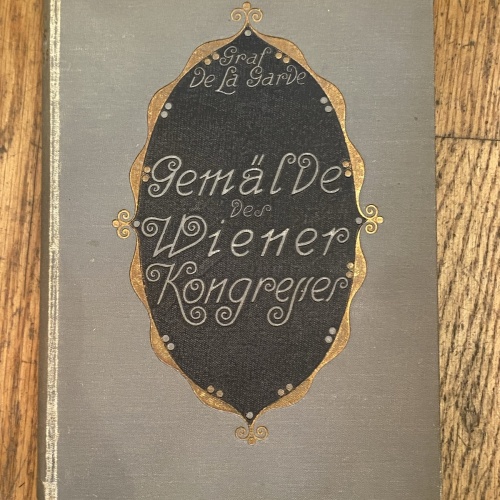 Graf
De La Garde
Gemälde
des
Wiener
Kongresses